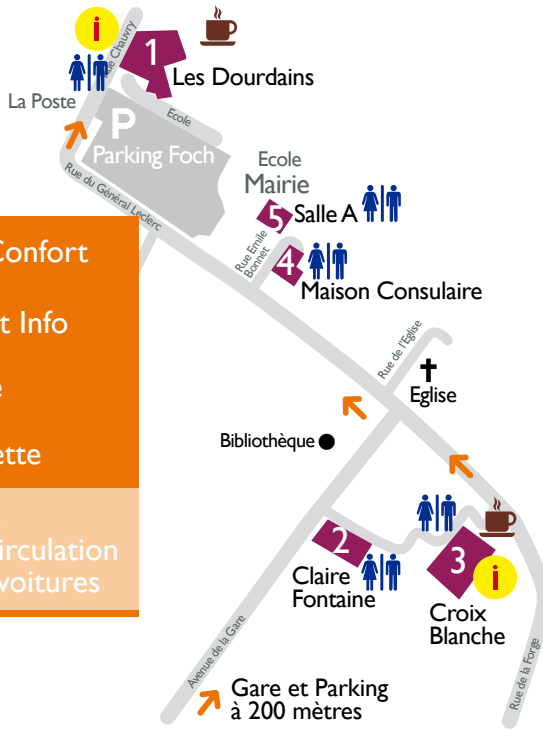 i
1
Rue Chauvry
Les Dourdains
La Poste
P
Parking Foch
Ecole
Rue du Général Leclerc
Ecole
Mairie
5
Salle A
Rue Emile
Bonnet
4
Maison Consulaire
Confort
t Info
e
ette
irculation
voitures
Rue de l'Eglise
Eglise
Bibliothèque
2
Claire
Fontaine
3
i
Croix
Blanche
Avenue de la Gare
Rue de la Forge
Gare et Parking
à 200 mètres